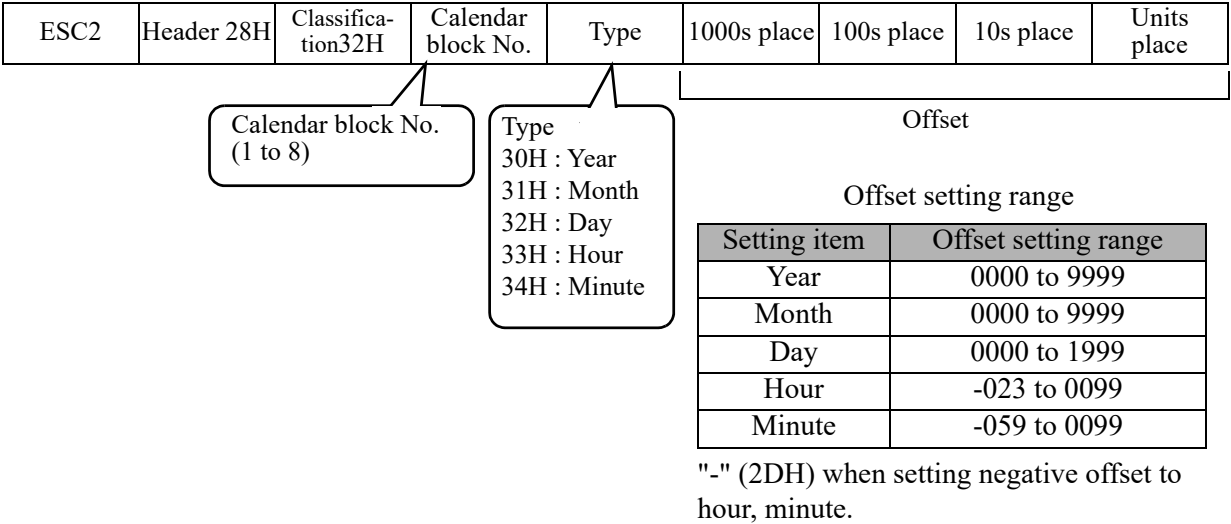 ESC2 Header 28H Classifica- Calendar Type 1000s place 100s place 10s place Units
tion32H block No. place
Offset
Calendar block No.
(1 to 8)
Type
30H : Year
31H : Month
32H : Day
33H : Hour
34H : Minute
Offset setting range
Setting item Offset setting range
Year 0000 to 9999
Month 0000 to 9999
Day 0000 to 1999
Hour -023 to 0099
Minute -059 to 0099
"-" (2DH) when setting negative offset to
hour, minute.